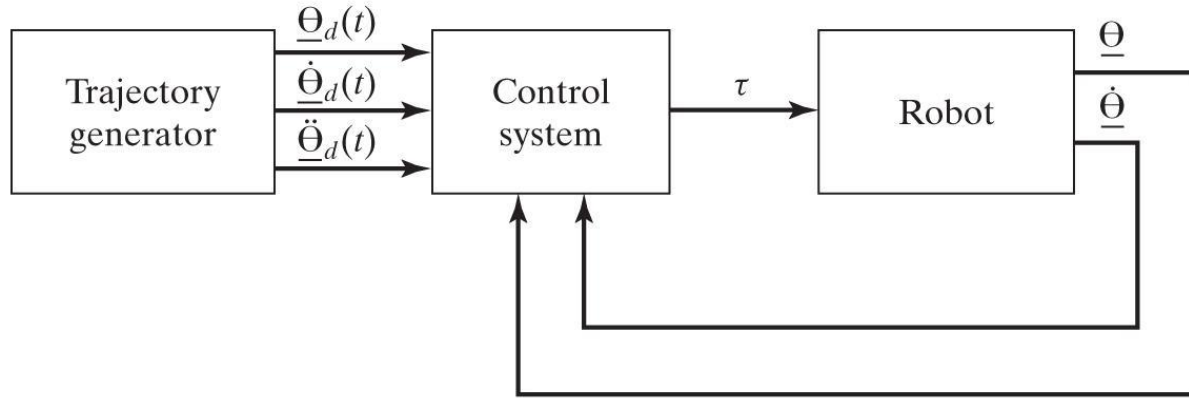 Θ_d(t)
Trajectory
generator
Θ̇_d(t)
Θ̈_d(t)
Control
system
τ
Robot
Θ
Θ̇